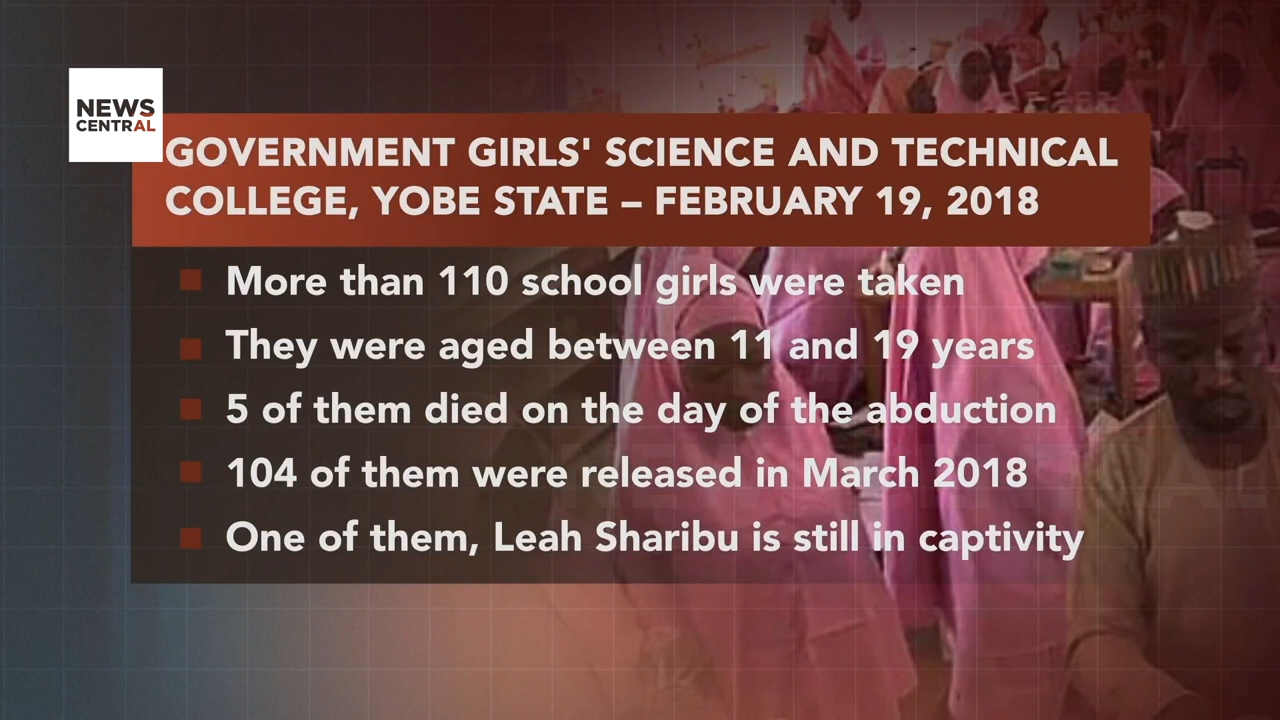 NEWS
CENTRAL
GOVERNMENT GIRLS' SCIENCE AND TECHNICAL
COLLEGE, YOBE STATE – FEBRUARY 19, 2018
More than 110 school girls were taken
They were aged between 11 and 19 years
5 of them died on the day of the abduction
104 of them were released in March 2018
One of them, Leah Sharibu is still in captivity